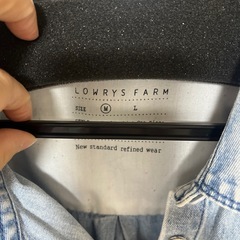 LOWRYS FARM
SIZE M L
New standard refined wear